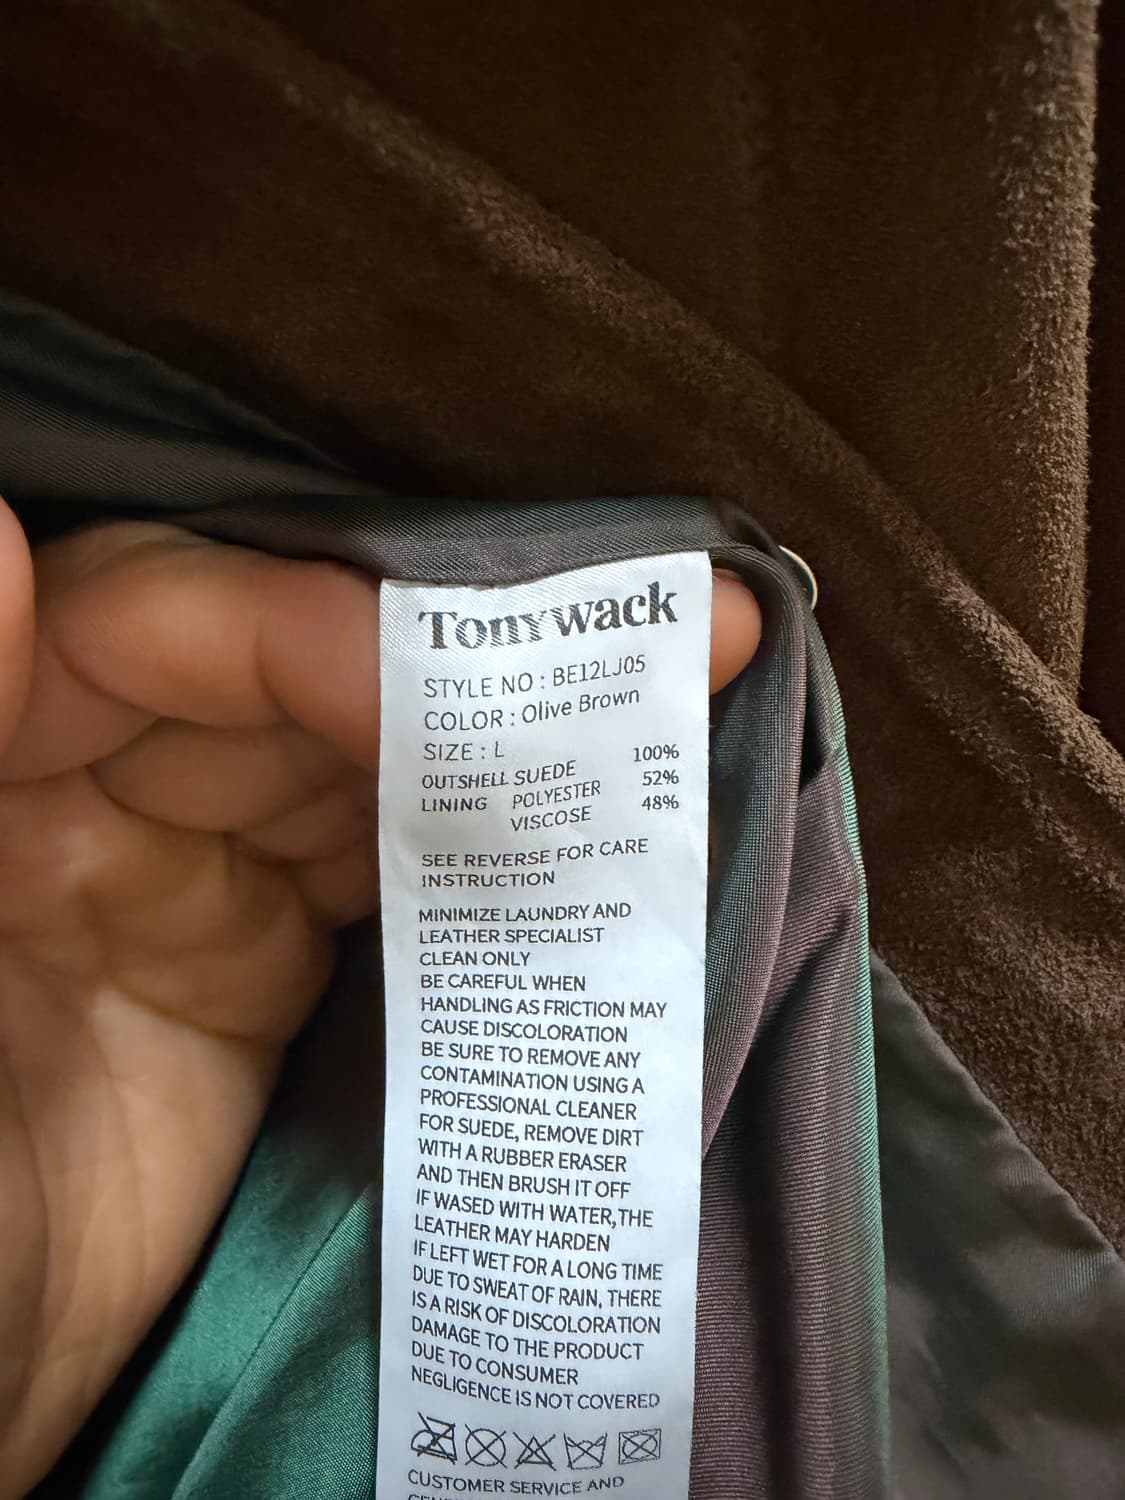 Tonywack
STYLE NO : BE12LJ05
COLOR : Olive Brown
SIZE : L
OUTSHELL SUEDE 100%
LINING POLYESTER 52%
VISCOSE 48%
SEE REVERSE FOR CARE
INSTRUCTION
MINIMIZE LAUNDRY AND
LEATHER SPECIALIST
CLEAN ONLY
BE CAREFUL WHEN
HANDLING AS FRICTION MAY
CAUSE DISCOLORATION
BE SURE TO REMOVE ANY
CONTAMINATION USING A
PROFESSIONAL CLEANER
FOR SUEDE, REMOVE DIRT
WITH A RUBBER ERASER
AND THEN BRUSH IT OFF
IF WASED WITH WATER,THE
LEATHER MAY HARDEN
IF LEFT WET FOR A LONG TIME
DUE TO SWEAT OF RAIN, THERE
IS A RISK OF DISCOLORATION
DAMAGE TO THE PRODUCT
DUE TO CONSUMER
NEGLIGENCE IS NOT COVERED
CUSTOMER SERVICE AND